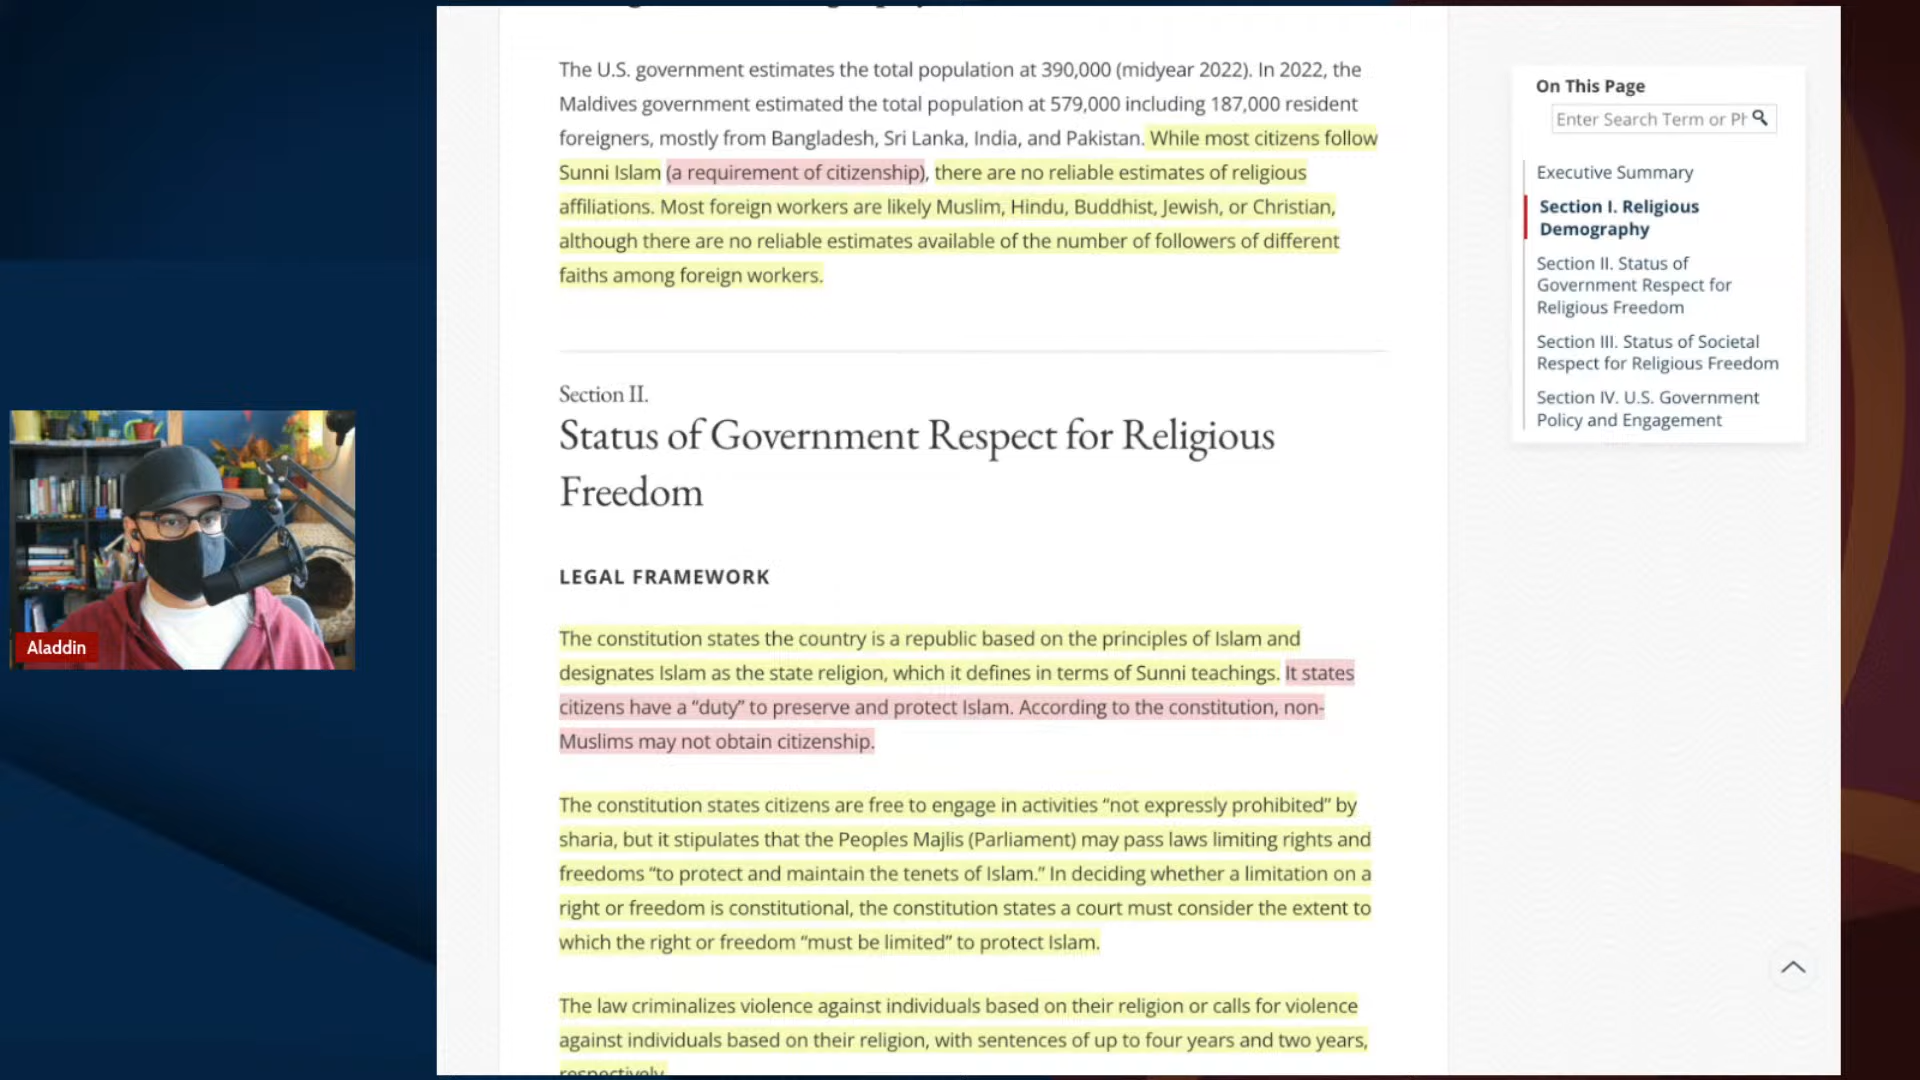 The U.S. government estimates the total population at 390,000 (midyear 2022). In 2022, the
Maldives government estimated the total population at 579,000 including 187,000 resident
foreigners, mostly from Bangladesh, Sri Lanka, India, and Pakistan. While most citizens follow
Sunni Islam (a requirement of citizenship), there are no reliable estimates of religious
affiliations. Most foreign workers are likely Muslim, Hindu, Buddhist, Jewish, or Christian,
although there are no reliable estimates available of the number of followers of different
faiths among foreign workers.
Section II.
Status of Government Respect for Religious
Freedom
LEGAL FRAMEWORK
The constitution states the country is a republic based on the principles of Islam and
designates Islam as the state religion, which it defines in terms of Sunni teachings. It states
citizens have a “duty” to preserve and protect Islam. According to the constitution, non-
Muslims may not obtain citizenship.
The constitution states citizens are free to engage in activities “not expressly prohibited” by
sharia, but it stipulates that the Peoples Majlis (Parliament) may pass laws limiting rights and
freedoms “to protect and maintain the tenets of Islam.” In deciding whether a limitation on a
right or freedom is constitutional, the constitution states a court must consider the extent to
which the right or freedom “must be limited” to protect Islam.
The law criminalizes violence against individuals based on their religion or calls for violence
against individuals based on their religion, with sentences of up to four years and two years,
respectively.
On This Page
Enter Search Term or Ph
Executive Summary
Section I. Religious
Demography
Section II. Status of
Government Respect for
Religious Freedom
Section III. Status of Societal
Respect for Religious Freedom
Section IV. U.S. Government
Policy and Engagement
Aladdin